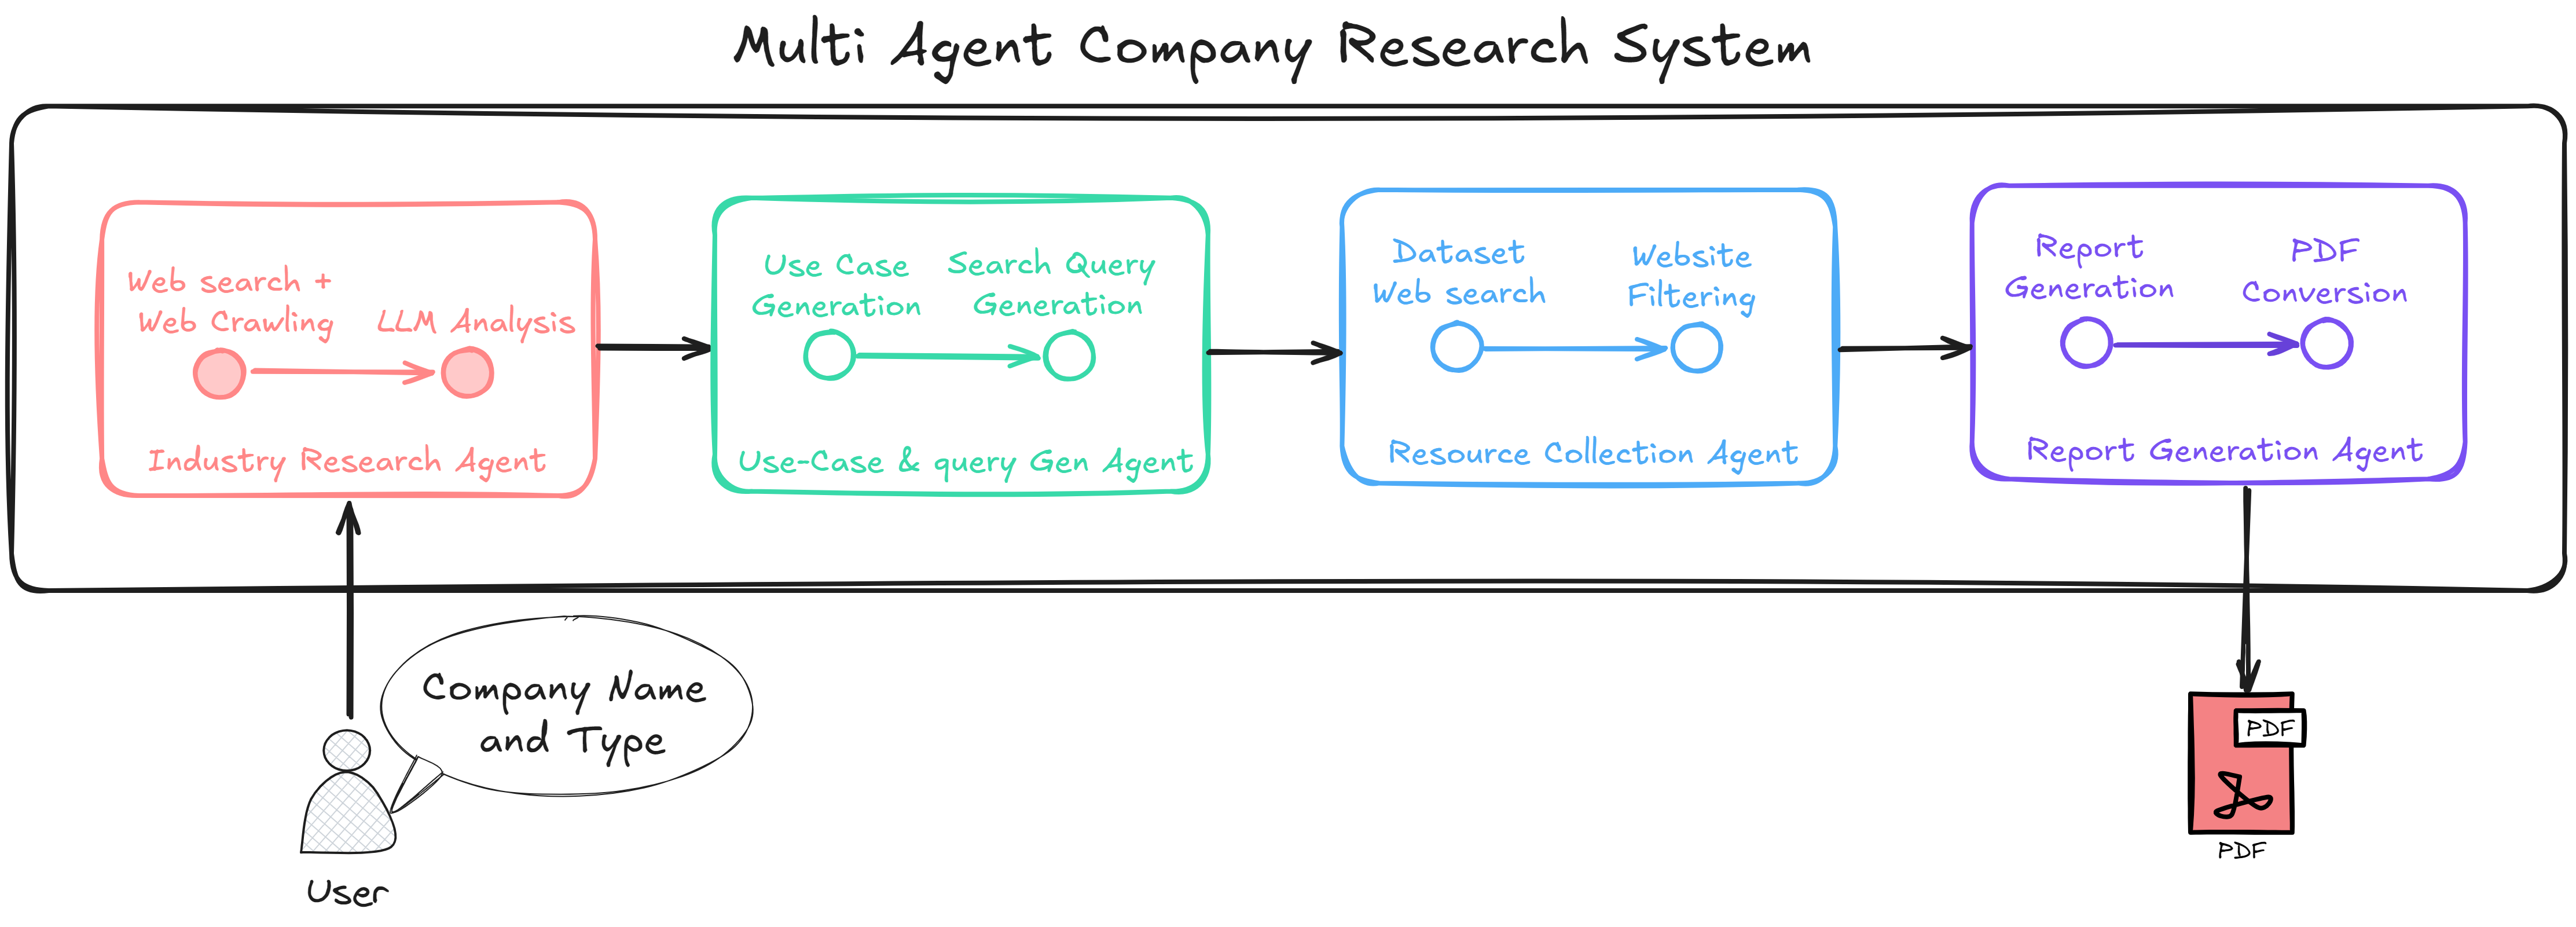 Multi Agent Company Research System
Web search +
Web Crawling
LLM Analysis
Industry Research Agent
Use Case
Generation
Search Query
Generation
Use-Case & query Gen Agent
Dataset
Web search
Website
Filtering
Resource Collection Agent
Report
Generation
PDF
Conversion
Report Generation Agent
Company Name
and Type
User
PDF
PDF